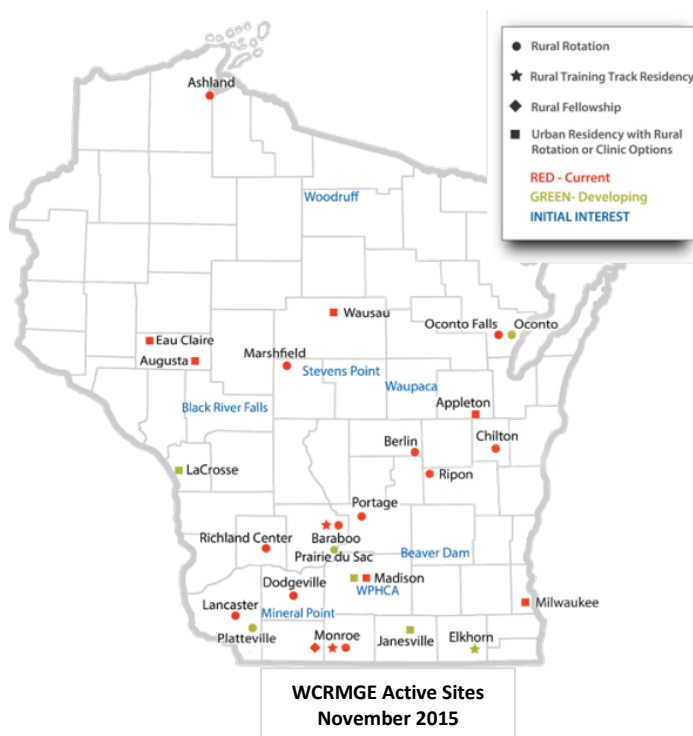 Rural Rotation
Rural Training Track Residency
Rural Fellowship
Urban Residency with Rural
Rotation or Clinic Options
RED - Current
GREEN- Developing
INITIAL INTEREST
Ashland
Woodruff
Wausau
Oconto Falls
Oconto
Eau Claire
Augusta
Marshfield
Stevens Point
Waupaca
Black River Falls
Appleton
Berlin
Chilton
LaCrosse
Ripon
Portage
Richland Center
Baraboo
Prairie du Sac
Beaver Dam
Dodgeville
Madison
WPHCA
Lancaster
Mineral Point
Milwaukee
Platteville
Monroe
Janesville
Elkhorn
WCRMGE Active Sites
November 2015